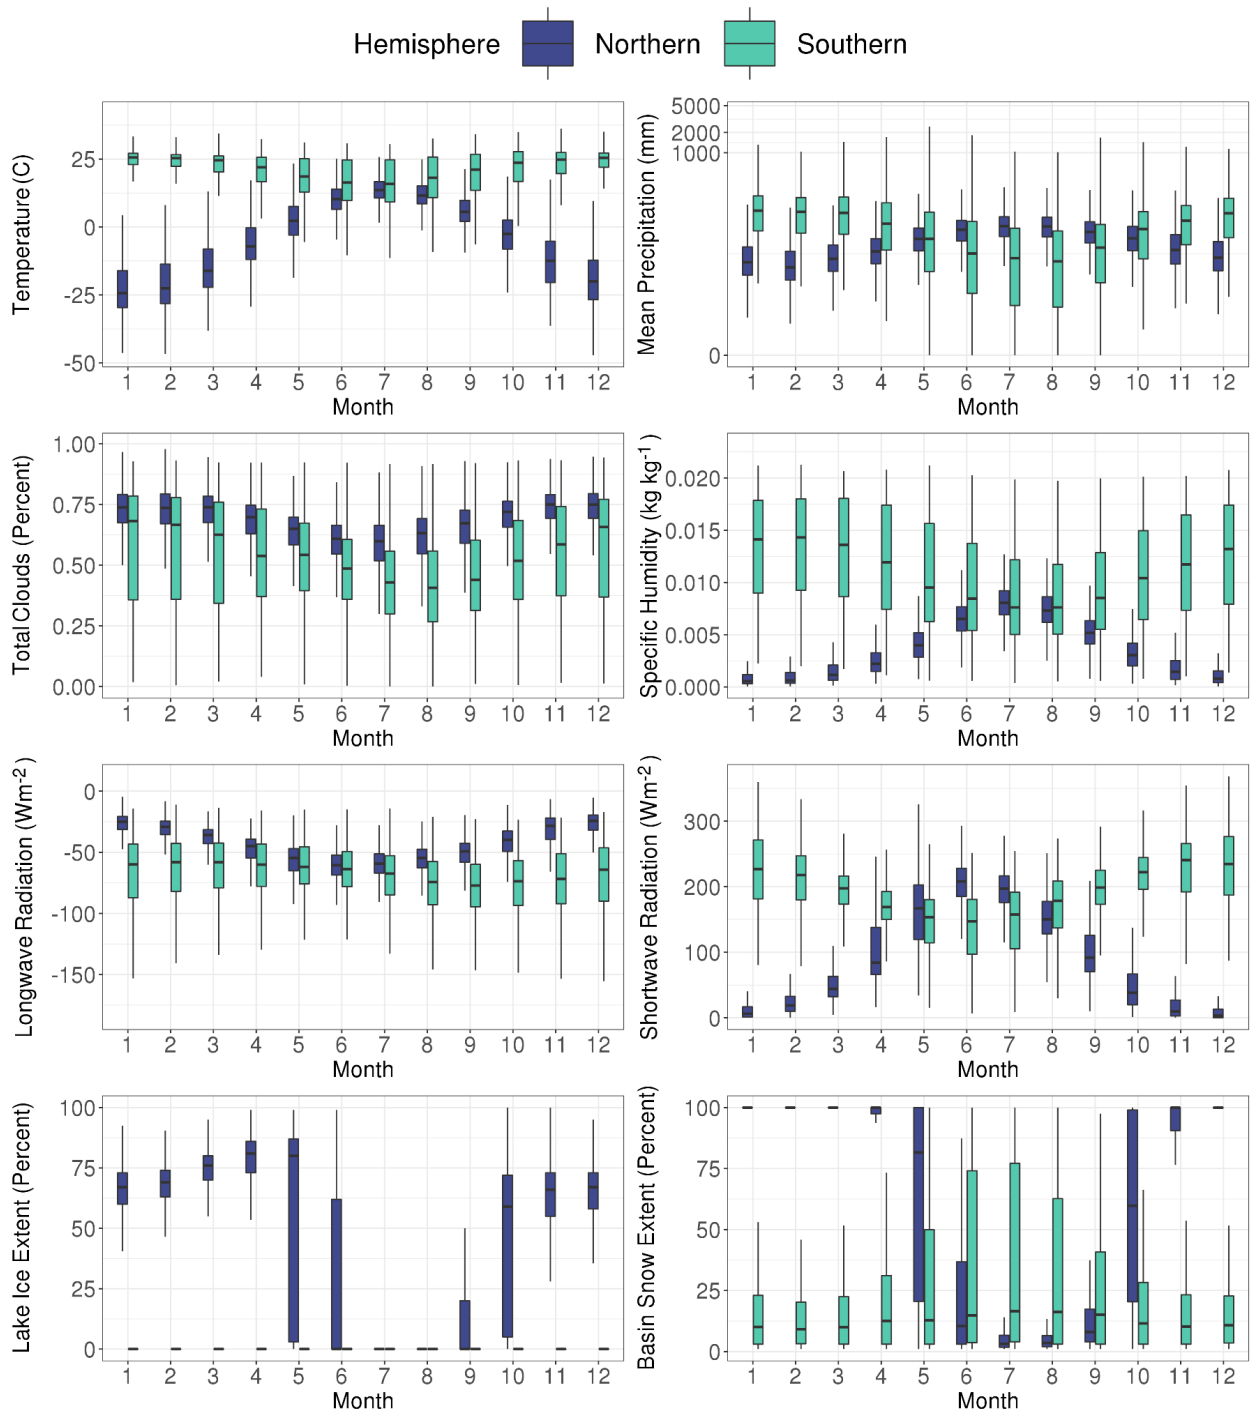 Hemisphere Northern Southern
Temperature (C)
25
0
-25
-50
1 2 3 4 5 6 7 8 9 10 11 12
Month
Mean Precipitation (mm)
5000
2000
1000
0
1 2 3 4 5 6 7 8 9 10 11 12
Month
Total Clouds (Percent)
1.00
0.75
0.50
0.25
0.00
1 2 3 4 5 6 7 8 9 10 11 12
Month
Specific Humidity (kg kg⁻¹)
0.020
0.015
0.010
0.005
0.000
1 2 3 4 5 6 7 8 9 10 11 12
Month
Longwave Radiation (Wm⁻²)
0
-50
-100
-150
1 2 3 4 5 6 7 8 9 10 11 12
Month
Shortwave Radiation (Wm⁻²)
300
200
100
0
1 2 3 4 5 6 7 8 9 10 11 12
Month
Lake Ice Extent (Percent)
100
75
50
25
0
1 2 3 4 5 6 7 8 9 10 11 12
Month
Basin Snow Extent (Percent)
100
75
50
25
0
1 2 3 4 5 6 7 8 9 10 11 12
Month